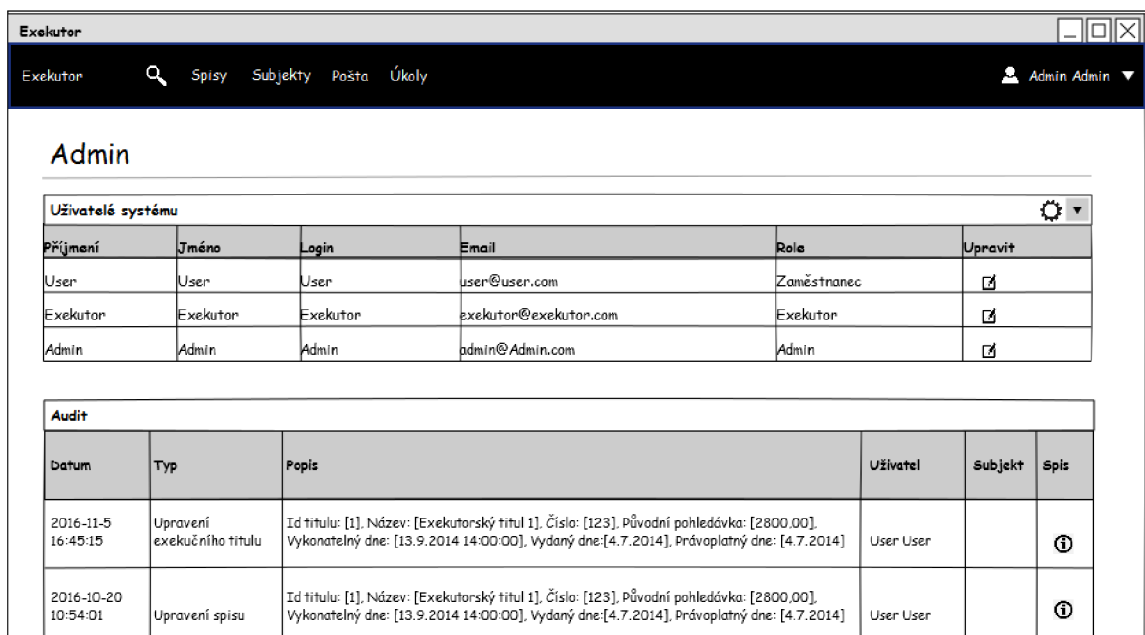 Exekutor
Exekutor Spisy Subjekty Pošta Úkoly Admin Admin
Admin
Uživatelé systému
Příjmení Jméno Login Email Role Upravit
User User User user@user.com Zaměstnanec
Exekutor Exekutor Exekutor exekutor@exekutor.com Exekutor
Admin Admin Admin admin@Admin.com Admin
Audit
Datum Typ Popis Uživatel Subjekt Spis
2016-11-5 Upravení Id titulu: [1], Název: [Exekutorský titul 1], Číslo: [123], Původní pohledávka: [2800,00],
16:45:15 exekučního titulu Vykonatelný dne: [13.9.2014 14:00:00], Vydaný dne:[4.7.2014], Právoplatný dne: [4.7.2014] User User
2016-10-20 Id titulu: [1], Název: [Exekutorský titul 1], Číslo: [123], Původní pohledávka: [2800,00],
10:54:01 Upravení spisu Vykonatelný dne: [13.9.2014 14:00:00], Vydaný dne:[4.7.2014], Právoplatný dne: [4.7.2014] User User